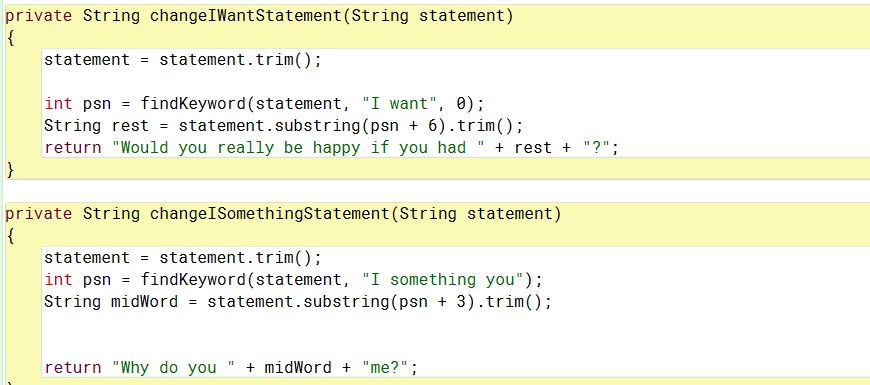 private String changeIWantStatement(String statement)
{
statement = statement.trim();
int psn = findKeyword(statement, "I want", 0);
String rest = statement.substring(psn + 6).trim();
return "Would you really be happy if you had " + rest + "?";
}
private String changeISomethingStatement(String statement)
{
statement = statement.trim();
int psn = findKeyword(statement, "I something you");
String midWord = statement.substring(psn + 3).trim();
return "Why do you " + midWord + "me?";
}